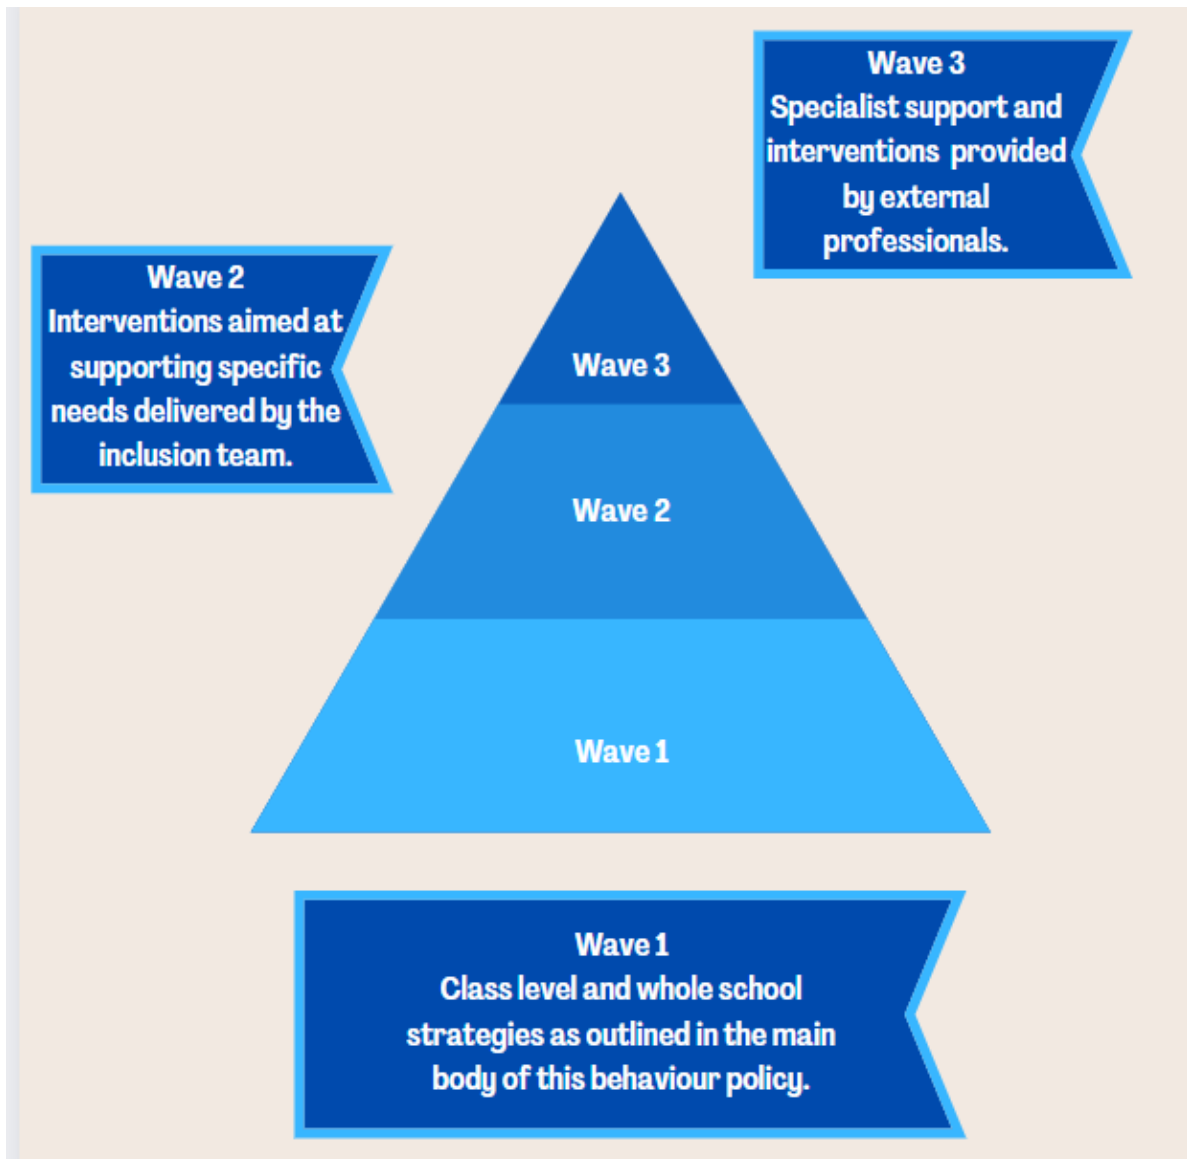 Wave 3
Specialist support and
interventions provided
by external
professionals.
Wave 2
Interventions aimed at
supporting specific
needs delivered by the
inclusion team.
Wave 3
Wave 2
Wave 1
Wave 1
Class level and whole school
strategies as outlined in the main
body of this behaviour policy.